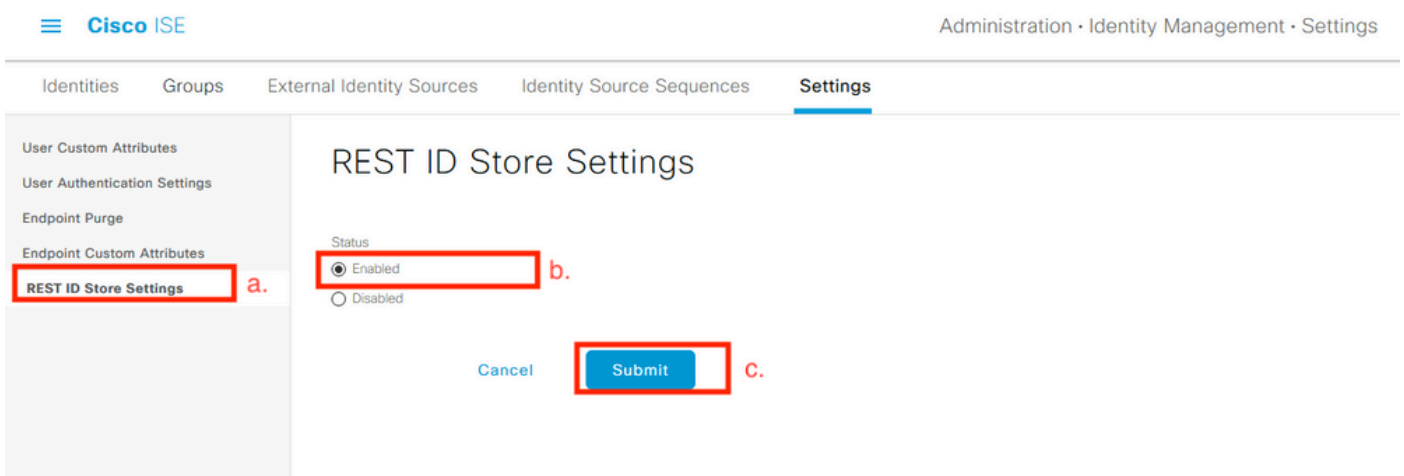 Cisco ISE
Administration · Identity Management · Settings
Identities Groups External Identity Sources Identity Source Sequences Settings
User Custom Attributes
User Authentication Settings
Endpoint Purge
Endpoint Custom Attributes
REST ID Store Settings
a.
REST ID Store Settings
Status
Enabled
b.
Disabled
Cancel
Submit
c.